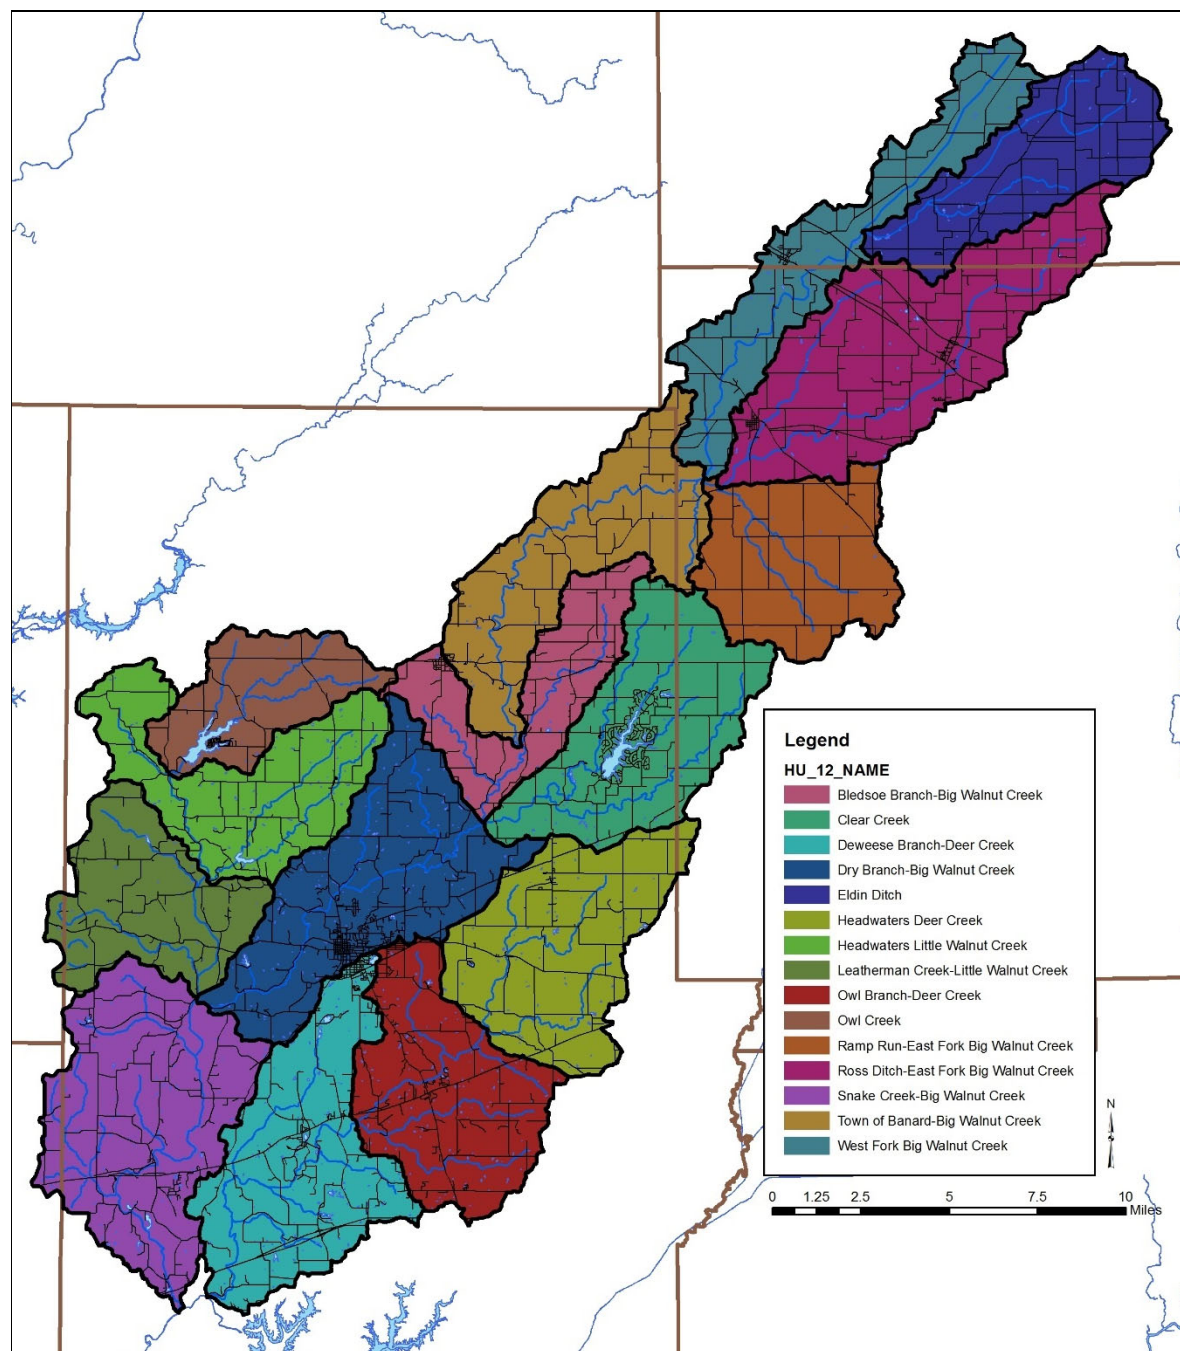 Legend
HU_12_NAME
Bledsoe Branch-Big Walnut Creek
Clear Creek
Deweese Branch-Deer Creek
Dry Branch-Big Walnut Creek
Eldin Ditch
Headwaters Deer Creek
Headwaters Little Walnut Creek
Leatherman Creek-Little Walnut Creek
Owl Branch-Deer Creek
Owl Creek
Ramp Run-East Fork Big Walnut Creek
Ross Ditch-East Fork Big Walnut Creek
Snake Creek-Big Walnut Creek
Town of Banard-Big Walnut Creek
West Fork Big Walnut Creek
N
0 1.25 2.5 5 7.5 10
Miles